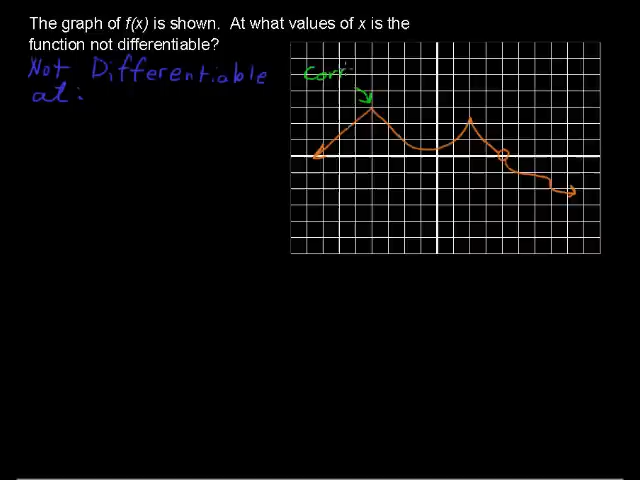 The graph of f(x) is shown. At what values of x is the
function not differentiable?
Not Differentiable
at: